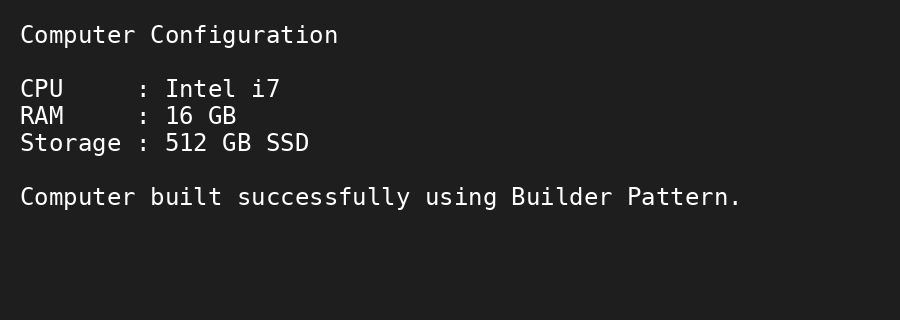 Computer Configuration
CPU     : Intel i7
RAM     : 16 GB
Storage : 512 GB SSD
Computer built successfully using Builder Pattern.